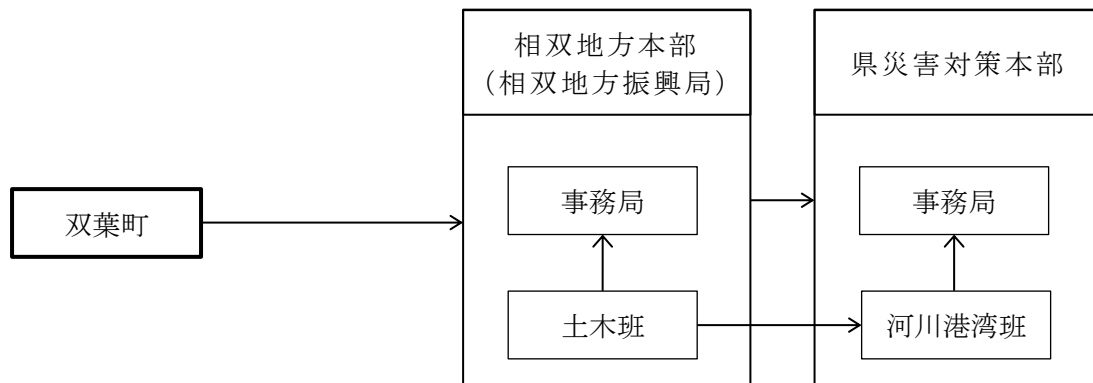 相双地方本部
（相双地方振興局）
県災害対策本部
事務局
事務局
双葉町
土木班
河川港湾班